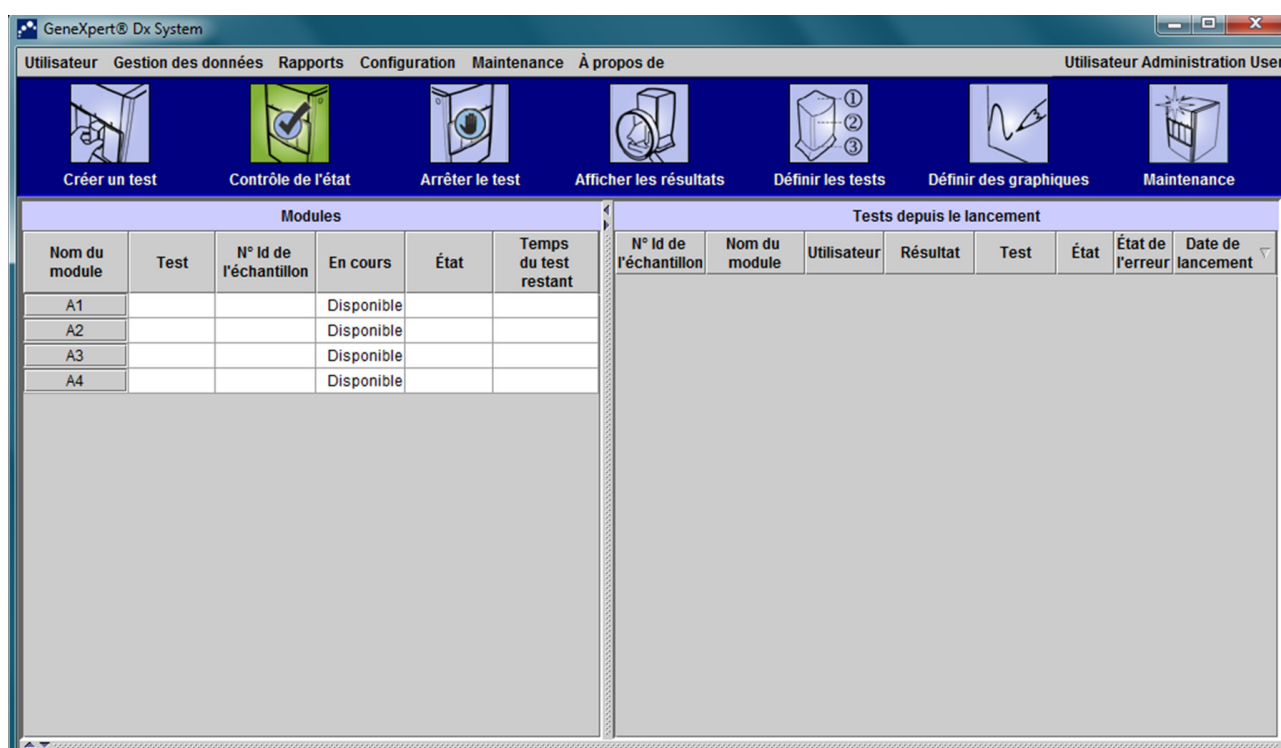 GeneXpert® Dx System
Utilisateur Gestion des données Rapports Configuration Maintenance À propos de Utilisateur Administration User
Créer un test Contrôle de l'état Arrêter le test Afficher les résultats Définir les tests Définir des graphiques Maintenance
①
②
③
Modules
Nom du module Test N° Id de l'échantillon En cours État Temps du test restant
A1 Disponible
A2 Disponible
A3 Disponible
A4 Disponible
Tests depuis le lancement
N° Id de l'échantillon Nom du module Utilisateur Résultat Test État État de l'erreur Date de lancement